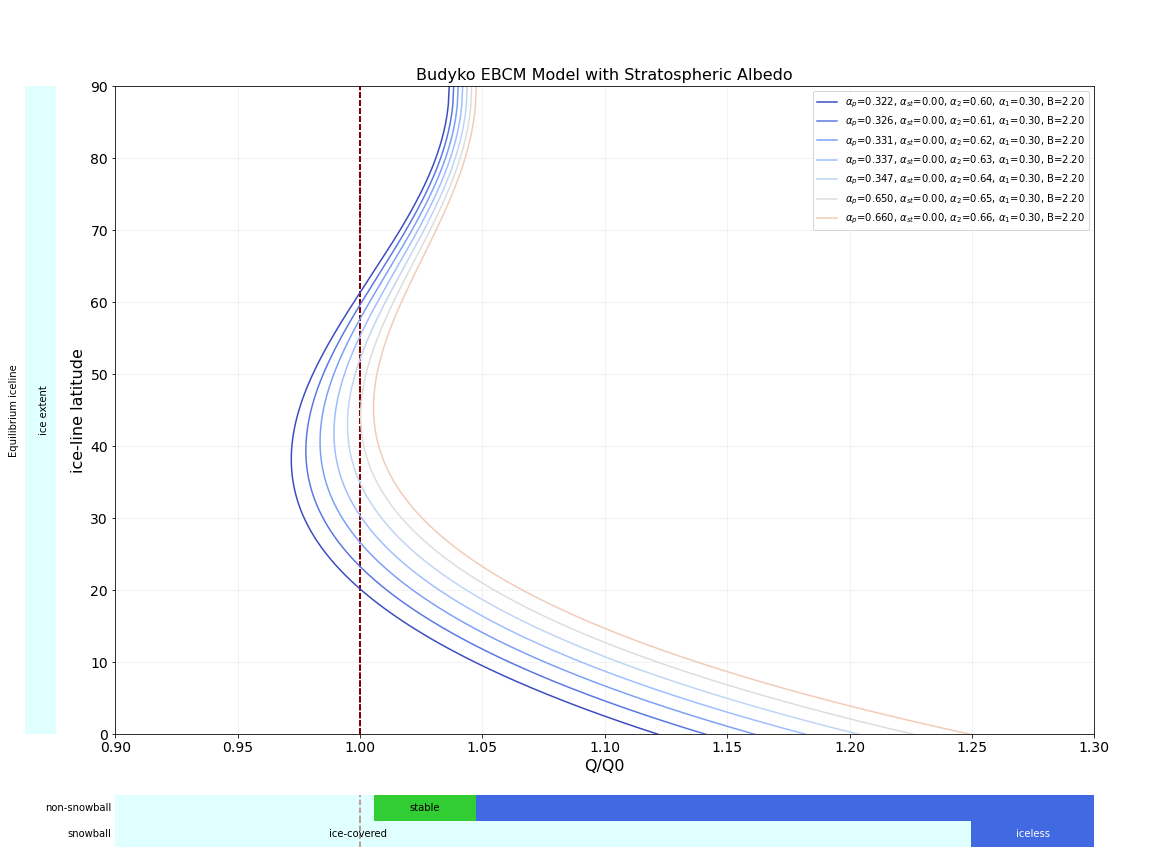 Budyko EBCM Model with Stratospheric Albedo
αp=0.322, αst=0.00, α2=0.60, α1=0.30, B=2.20
αp=0.326, αst=0.00, α2=0.61, α1=0.30, B=2.20
αp=0.331, αst=0.00, α2=0.62, α1=0.30, B=2.20
αp=0.337, αst=0.00, α2=0.63, α1=0.30, B=2.20
αp=0.347, αst=0.00, α2=0.64, α1=0.30, B=2.20
αp=0.650, αst=0.00, α2=0.65, α1=0.30, B=2.20
αp=0.660, αst=0.00, α2=0.66, α1=0.30, B=2.20
Equilibrium iceline
ice extent
ice-line latitude
90
80
70
60
50
40
30
20
10
0
0.90 0.95 1.00 1.05 1.10 1.15 1.20 1.25 1.30
Q/Q0
non-snowball stable
snowball ice-covered iceless